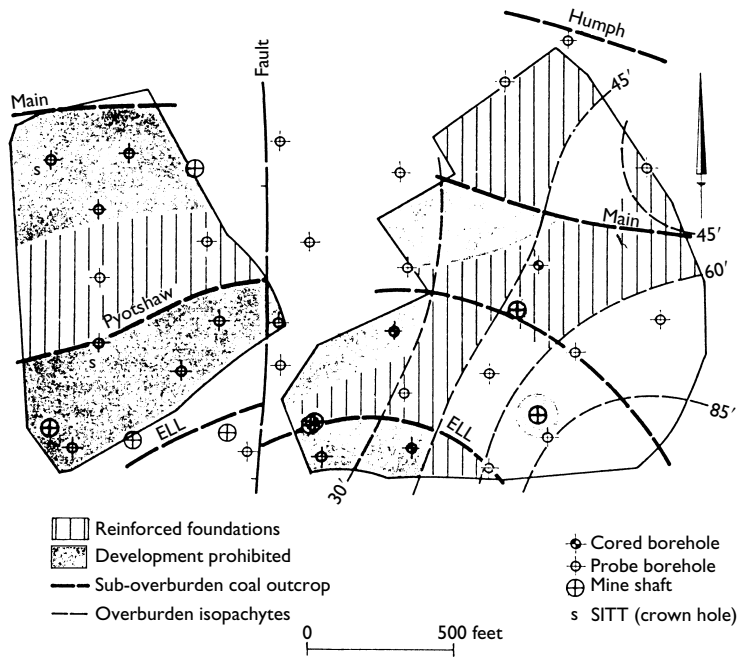 Humph
Fault
45'
Main
s
Main
45'
60'
Pyotshaw
s
85'
ELL
ELL
30'
Reinforced foundations
Development prohibited
Sub-overburden coal outcrop
Overburden isopachytes
Cored borehole
Probe borehole
Mine shaft
s SITT (crown hole)
0 500 feet